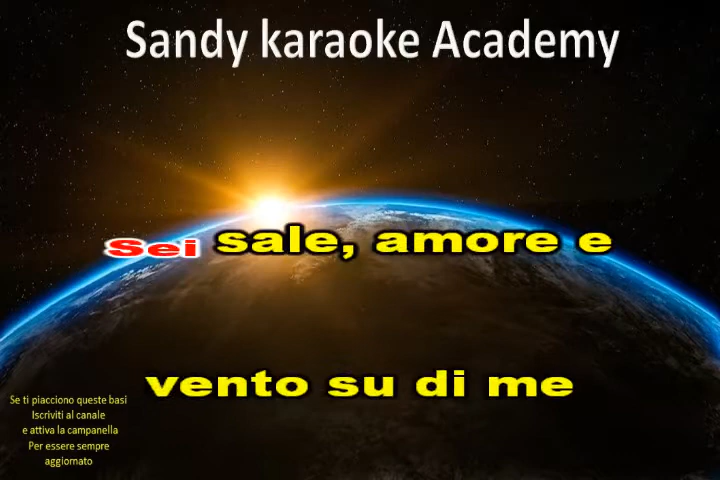 Sandy karaoke Academy
Sei sale, amore e
vento su di me
Se ti piacciono queste basi
Iscriviti al canale
e attiva la campanella
Per essere sempre
aggiornato